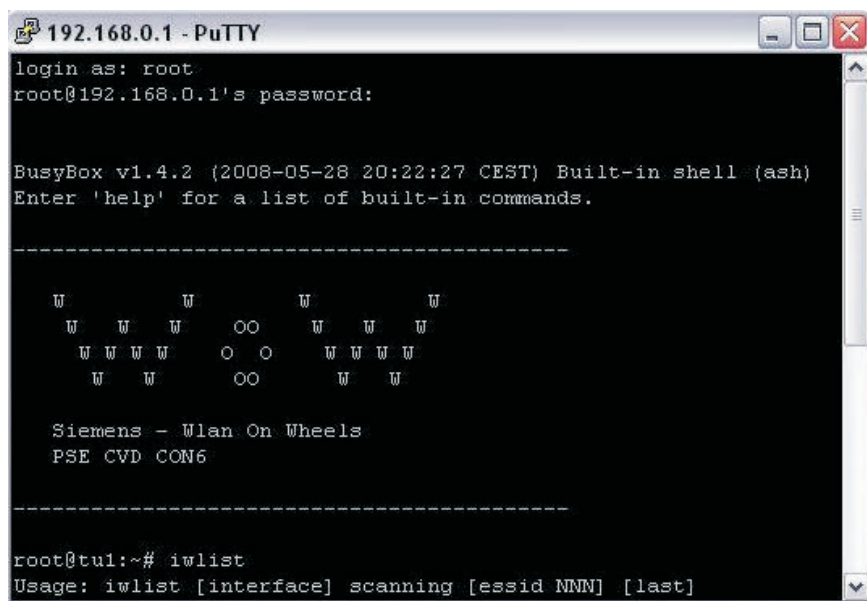 192.168.0.1 - PuTTY
login as: root
root@192.168.0.1's password:
BusyBox v1.4.2 (2008-05-28 20:22:27 CEST) Built-in shell (ash)
Enter 'help' for a list of built-in commands.
-------------------------------------------
W         W        W         W
W   W   W    OO    W   W   W
W W W W    O  O    W W W W
W   W      OO      W   W
Siemens - Wlan On Wheels
PSE CVD CON6
-------------------------------------------
root@tu1:~# iwlist
Usage: iwlist [interface] scanning [essid NNN] [last]